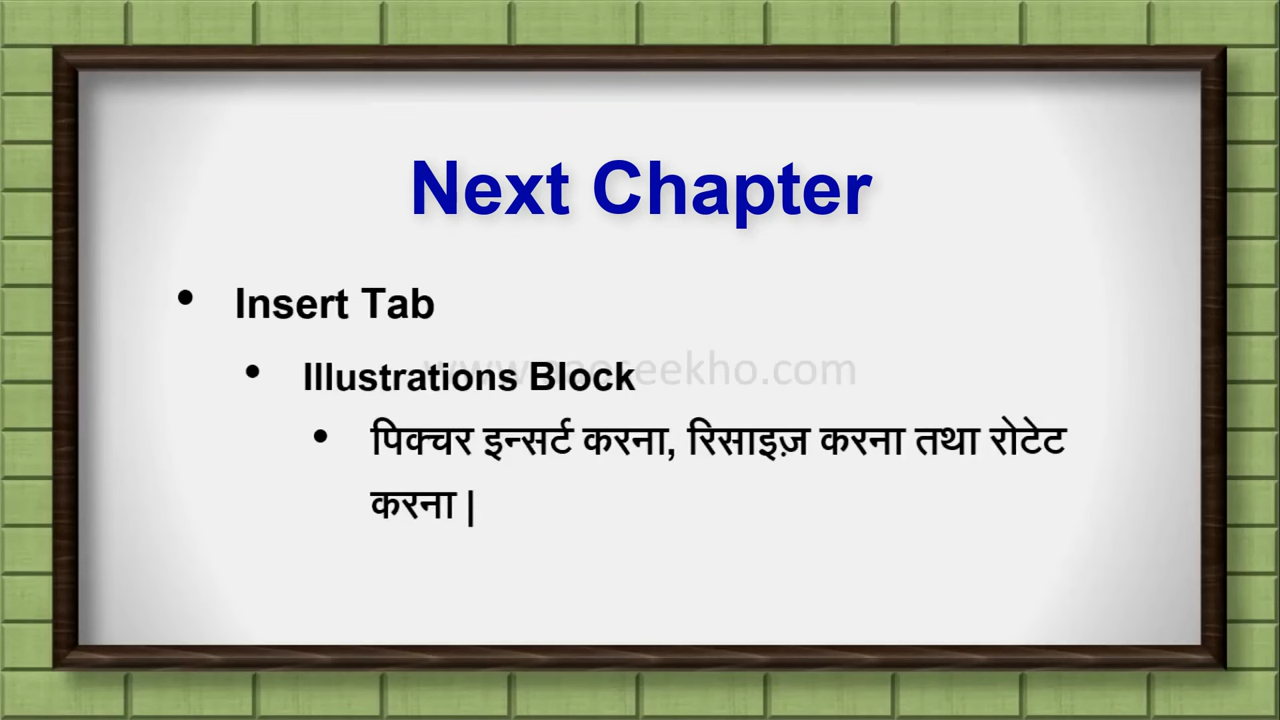 Next Chapter
• Insert Tab
• Illustrations Block
• पिक्चर इन्सर्ट करना, रिसाइज़ करना तथा रोटेट
करना |